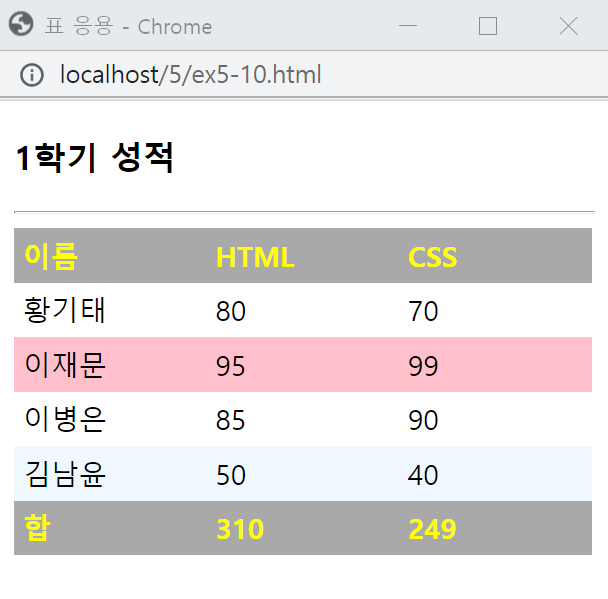 표 응용 - Chrome
localhost/5/ex5-10.html
1학기 성적
이름 HTML CSS
황기태 80 70
이재문 95 99
이병은 85 90
김남윤 50 40
합 310 249